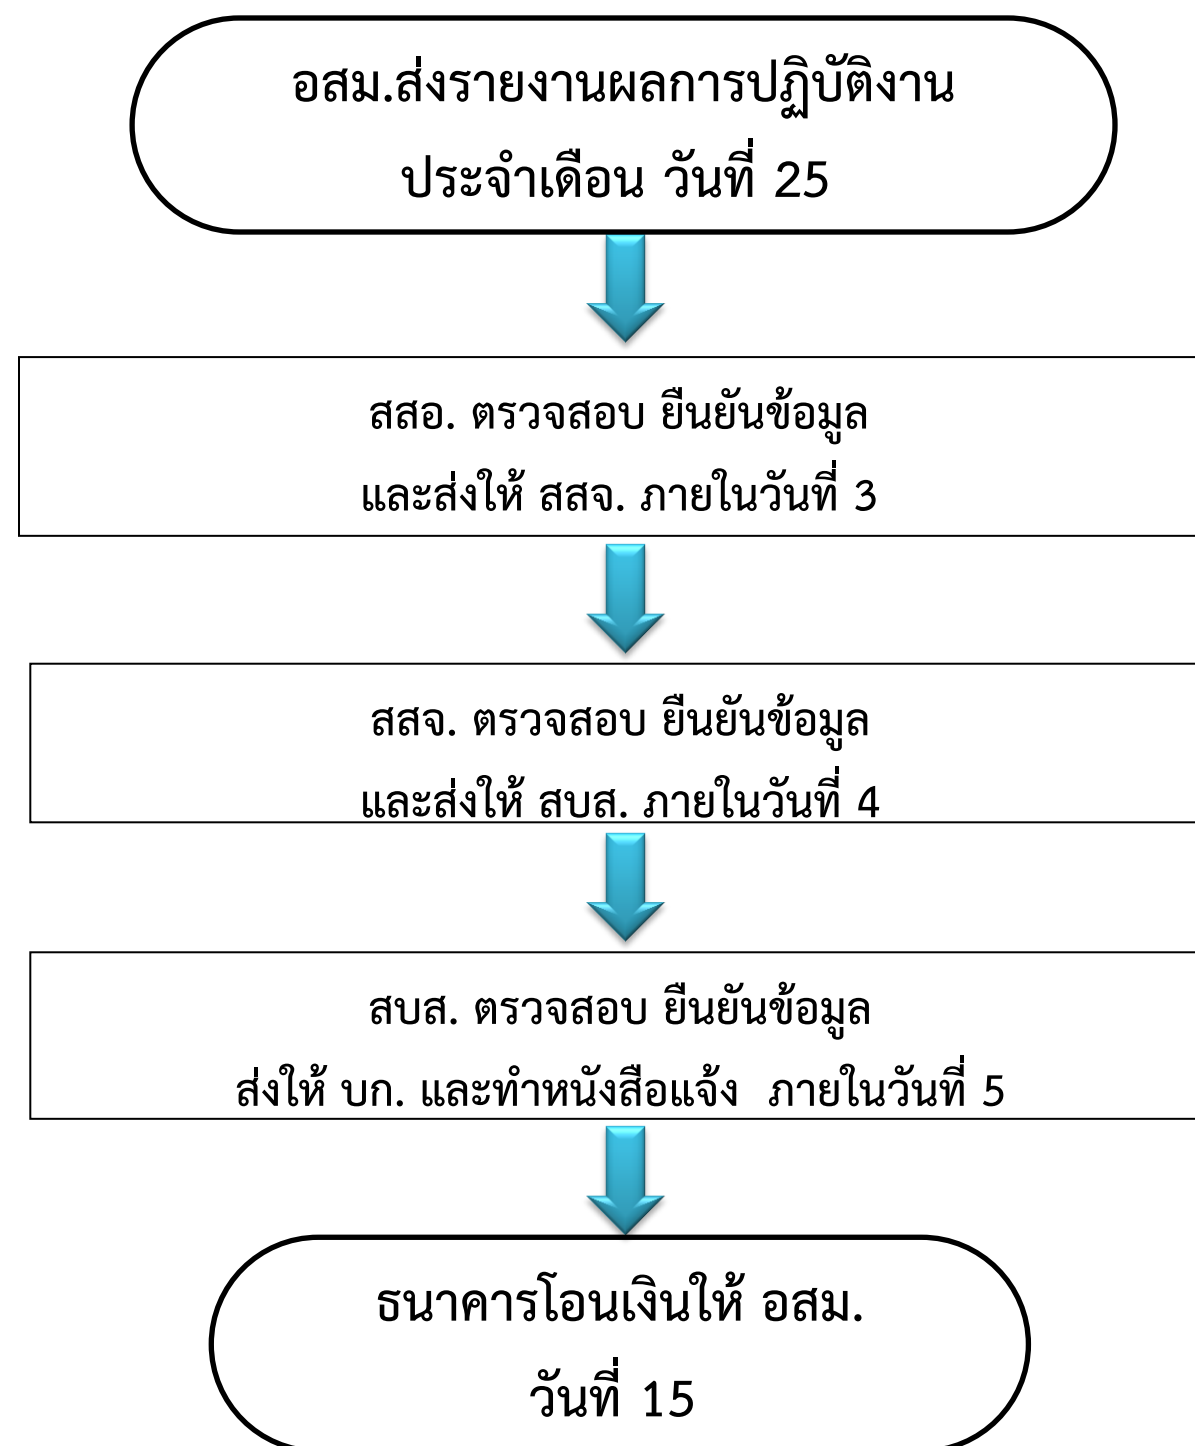 อสม.ส่งรายงานผลการปฏิบัติงาน
ประจำเดือน วันที่ 25
สสอ. ตรวจสอบ ยืนยันข้อมูล
และส่งให้ สสจ. ภายในวันที่ 3
สสจ. ตรวจสอบ ยืนยันข้อมูล
และส่งให้ สบส. ภายในวันที่ 4
สบส. ตรวจสอบ ยืนยันข้อมูล
ส่งให้ บก. และทำหนังสือแจ้ง ภายในวันที่ 5
ธนาคารโอนเงินให้ อสม.
วันที่ 15